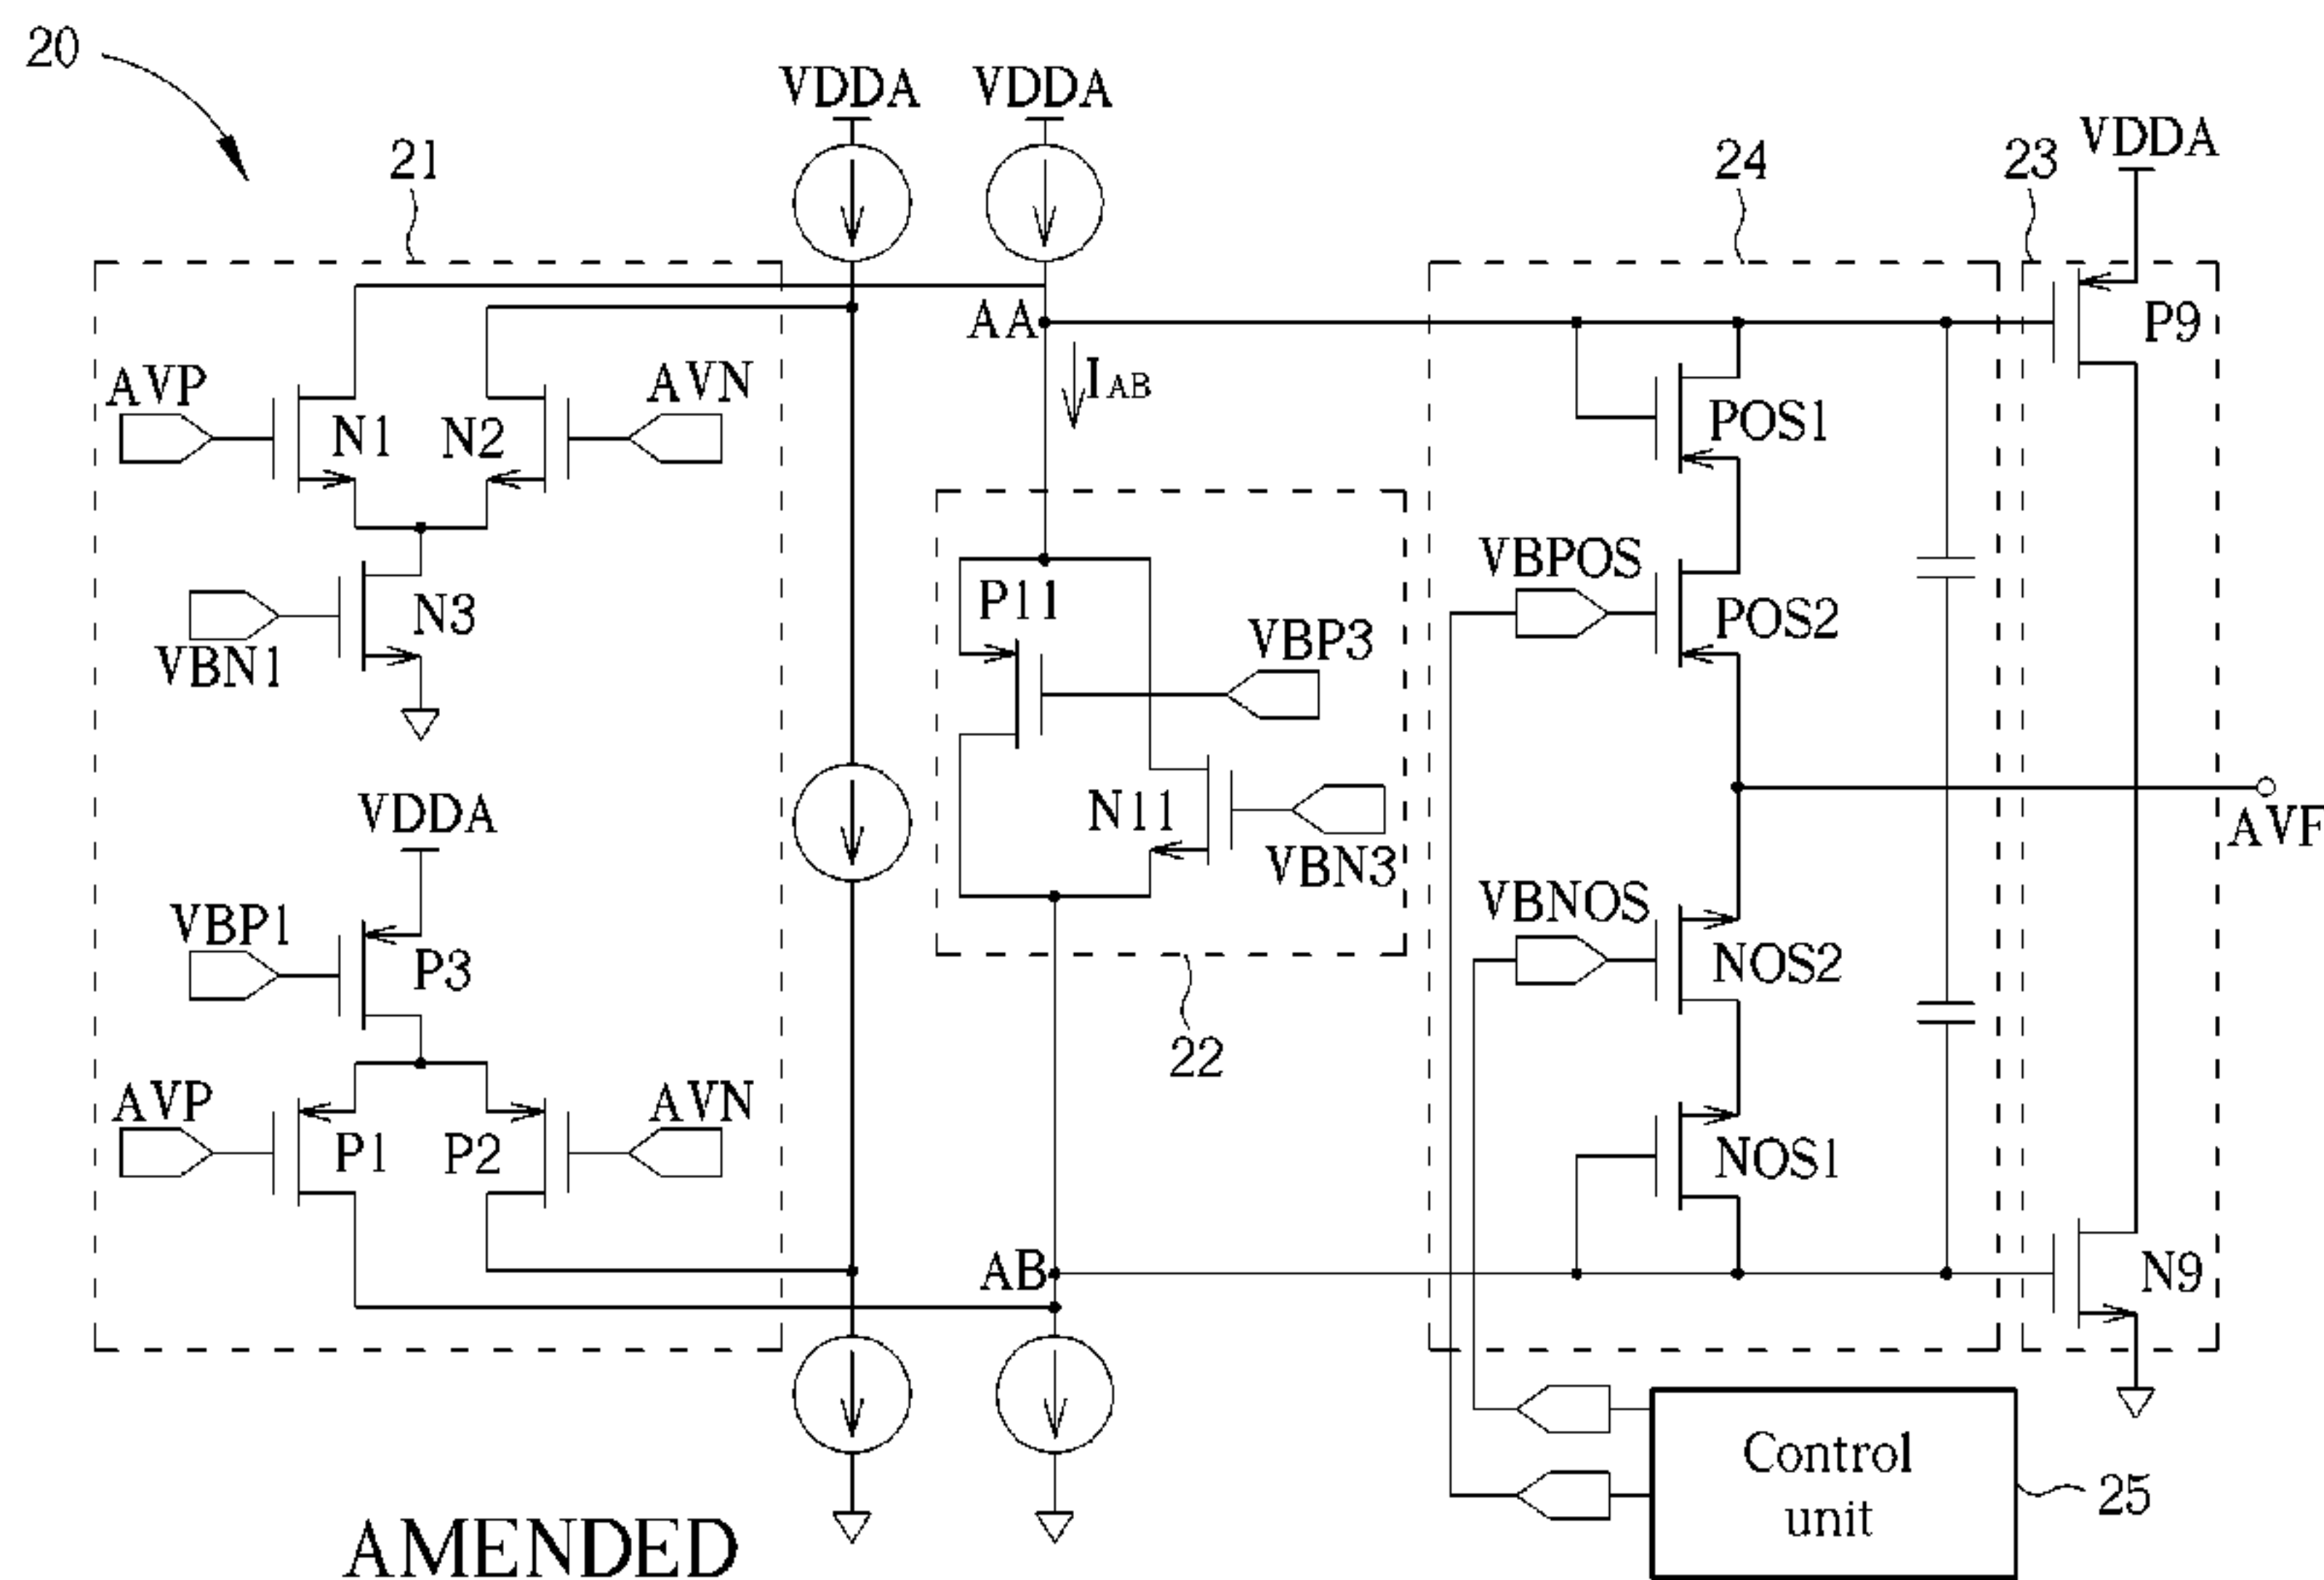 20
VDDA
VDDA
VDDA
21
24
23
AA
P9
IAB
AVP
AVN
N1
N2
POS1
VBPOS
P11
POS2
N3
VBP3
VBN1
VDDA
N11
AVF
VBN3
VBNOS
VBP1
NOS2
P3
22
AVP
AVN
P1
P2
NOS1
AB
N9
Control
unit
25
AMENDED